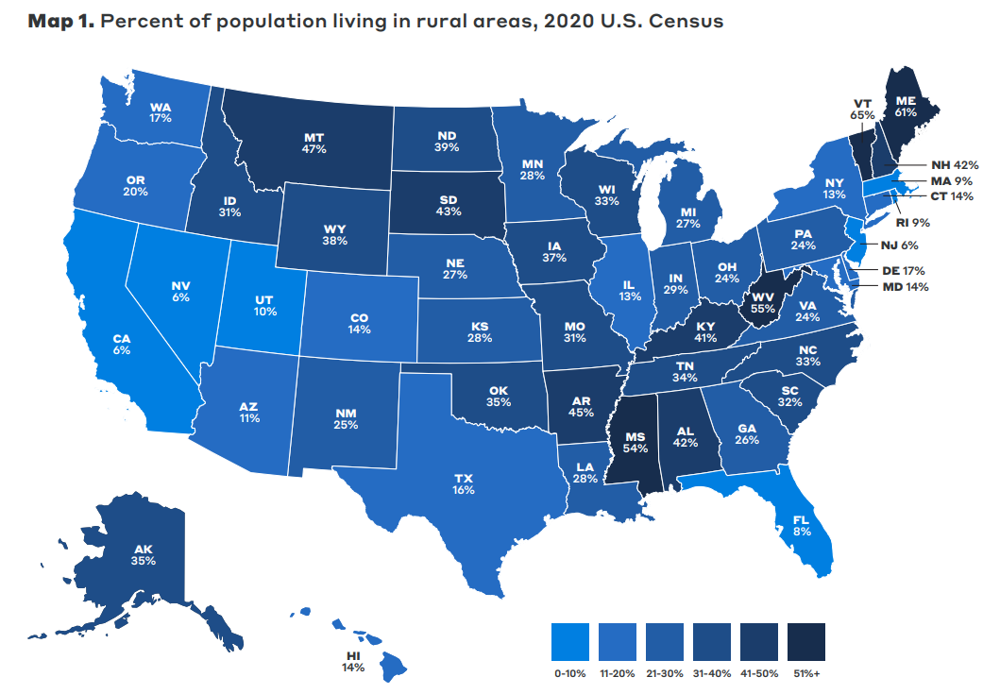 Map 1. Percent of population living in rural areas, 2020 U.S. Census
WA
17%
OR
20%
CA
6%
NV
6%
ID
31%
MT
47%
WY
38%
UT
10%
CO
14%
AZ
11%
NM
25%
ND
39%
SD
43%
NE
27%
KS
28%
OK
35%
TX
16%
MN
28%
IA
37%
MO
31%
AR
45%
LA
28%
WI
33%
IL
13%
MI
27%
IN
29%
OH
24%
KY
41%
TN
34%
MS
54%
AL
42%
GA
26%
FL
8%
SC
32%
NC
33%
VA
24%
WV
55%
PA
24%
NY
13%
VT
65%
ME
61%
NH 42%
MA 9%
CT 14%
RI 9%
NJ 6%
DE 17%
MD 14%
AK
35%
HI
14%
0-10%
11-20%
21-30%
31-40%
41-50%
51%+